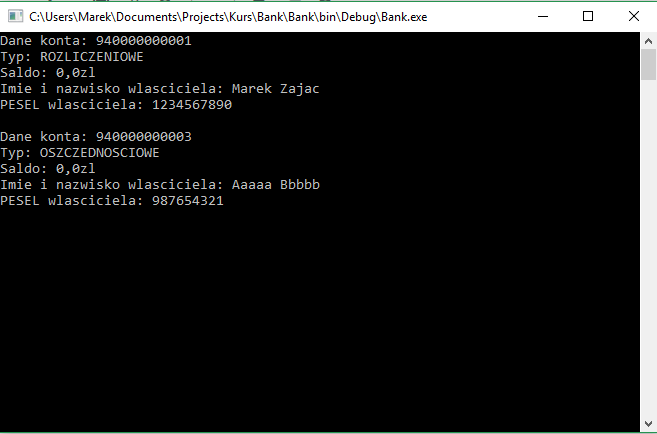 C:\Users\Marek\Documents\Projects\Kurs\Bank\Bank\bin\Debug\Bank.exe
Dane konta: 940000000001
Typ: ROZLICZENIOWE
Saldo: 0,0zl
Imie i nazwisko wlasciciela: Marek Zajac
PESEL wlasciciela: 1234567890
Dane konta: 940000000003
Typ: OSZCZEDNOSCIOWE
Saldo: 0,0zl
Imie i nazwisko wlasciciela: Aaaaa Bbbbb
PESEL wlasciciela: 987654321